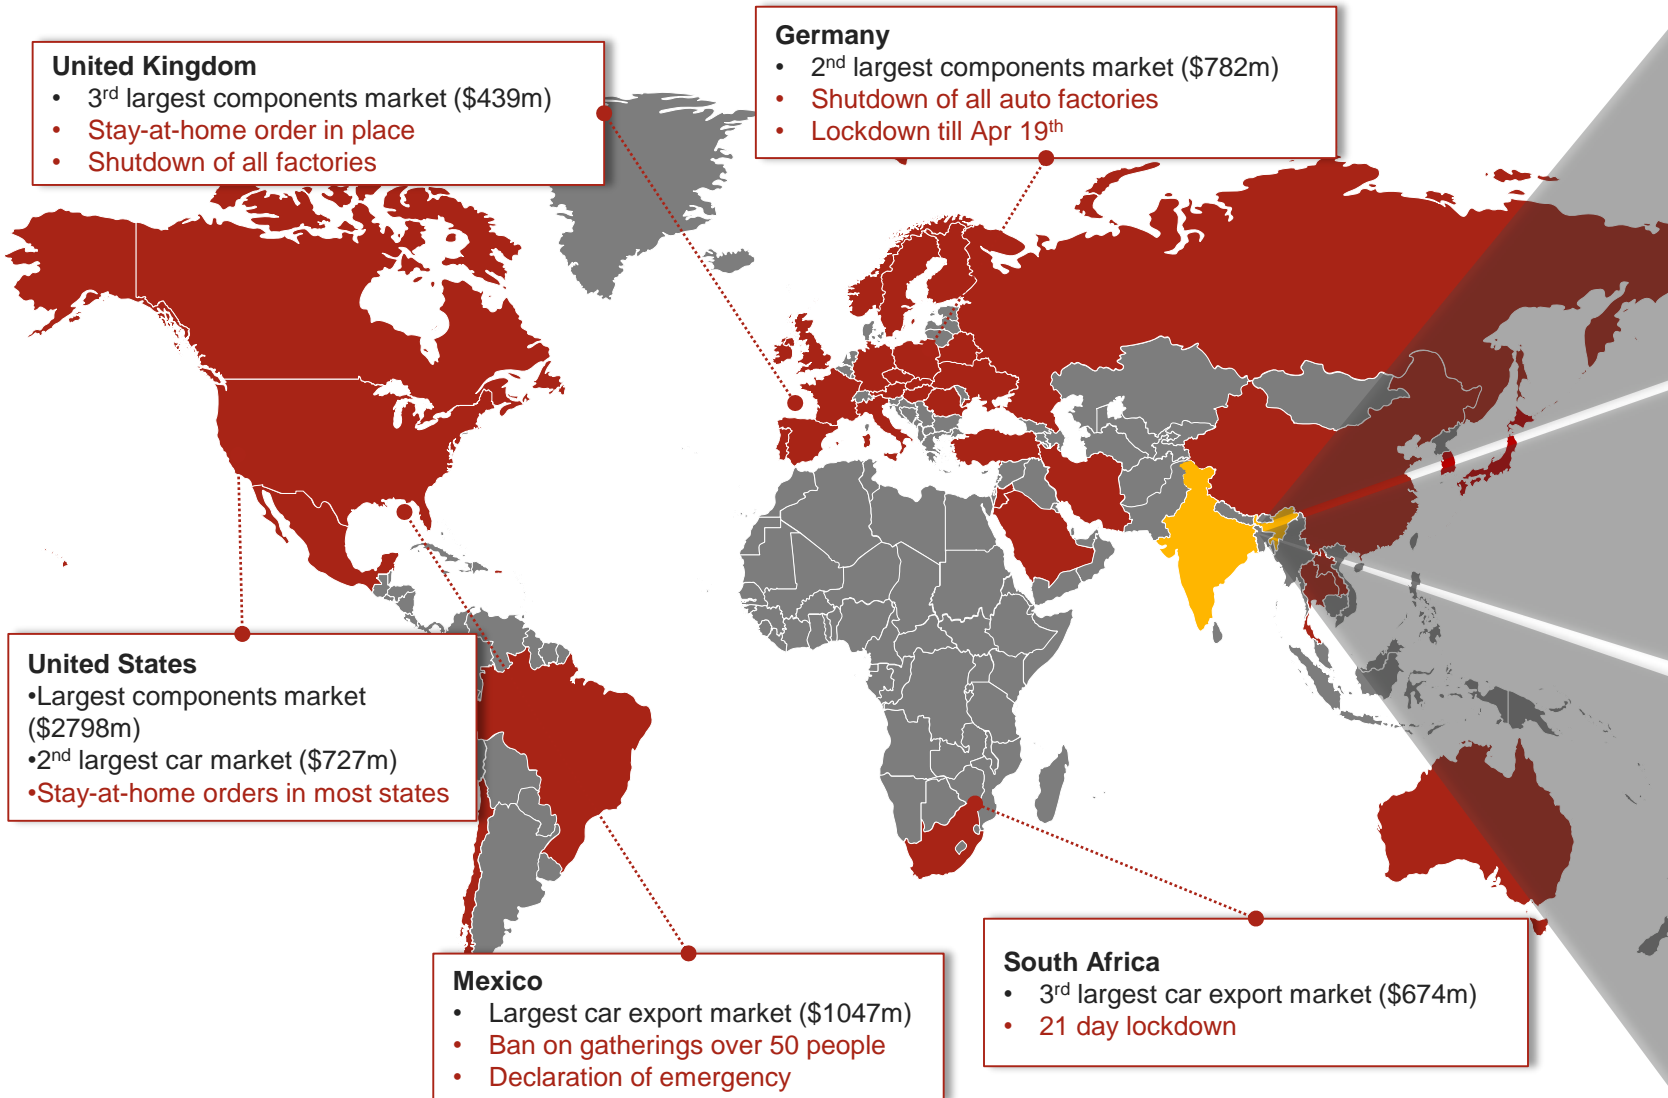 United Kingdom
• 3rd largest components market ($439m)
• Stay-at-home order in place
• Shutdown of all factories
Germany
• 2nd largest components market ($782m)
• Shutdown of all auto factories
• Lockdown till Apr 19th
United States
•Largest components market
($2798m)
•2nd largest car market ($727m)
•Stay-at-home orders in most states
Mexico
• Largest car export market ($1047m)
• Ban on gatherings over 50 people
• Declaration of emergency
South Africa
• 3rd largest car export market ($674m)
• 21 day lockdown